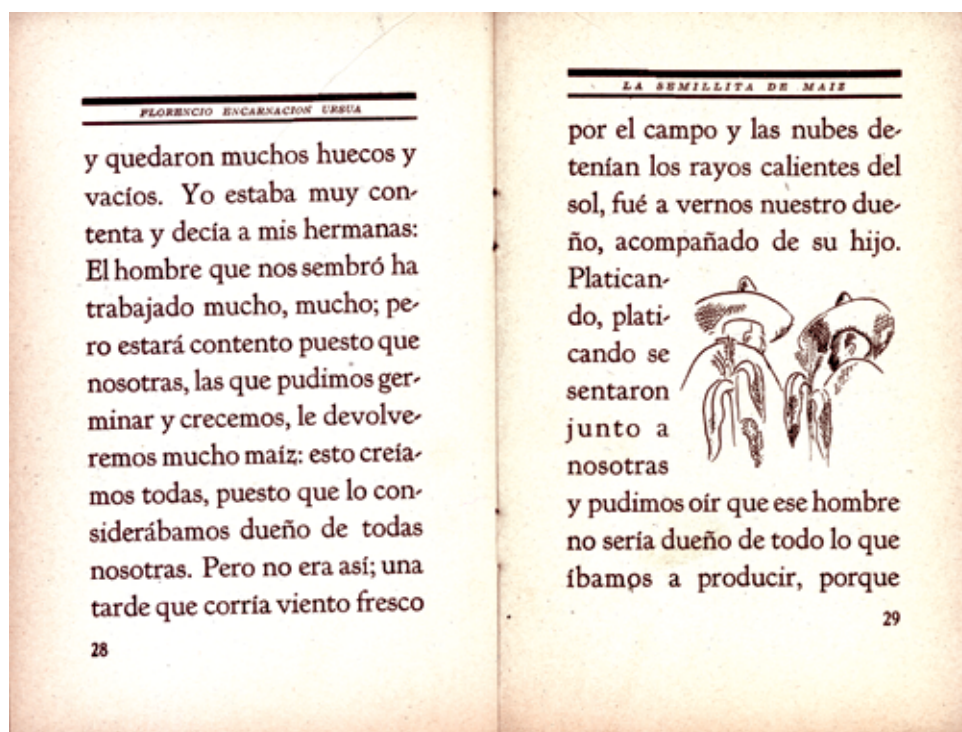 FLORENCIO ENCARNACION URSUA
y quedaron muchos huecos y
vacíos. Yo estaba muy con-
tenta y decía a mis hermanas:
El hombre que nos sembró ha
trabajado mucho, mucho; pe-
ro estará contento puesto que
nosotras, las que pudimos ger-
minar y crecemos, le devolve-
remos mucho maíz: esto creía-
mos todas, puesto que lo con-
siderábamos dueño de todas
nosotras. Pero no era así; una
tarde que corría viento fresco
28
LA SEMILLITA DE MAIZ
por el campo y las nubes de-
tenían los rayos calientes del
sol, fué a vernos nuestro due-
ño, acompañado de su hijo.
Platican-
do, plati-
cando se
sentaron
junto a
nosotras
y pudimos oír que ese hombre
no sería dueño de todo lo que
íbamos a producir, porque
29